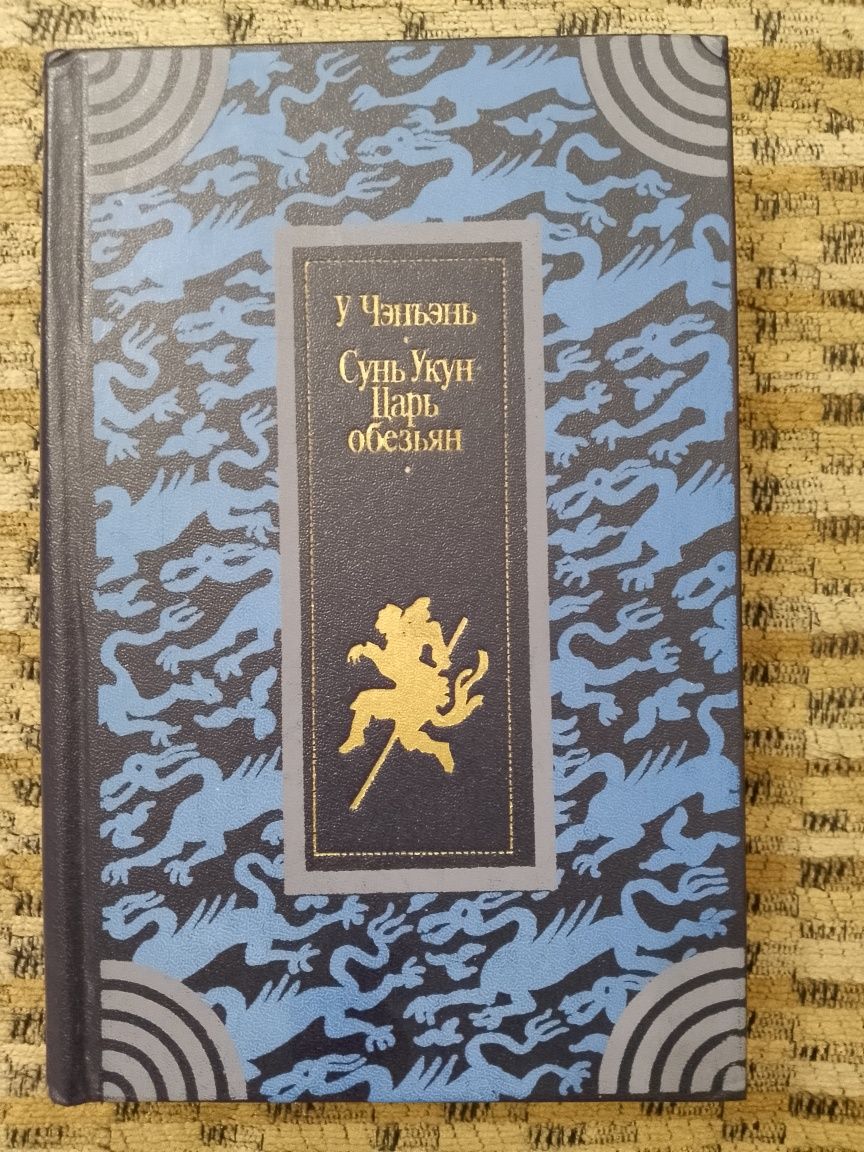 У Чэнъэнь
Сунь Укун-
Царь
обезьян